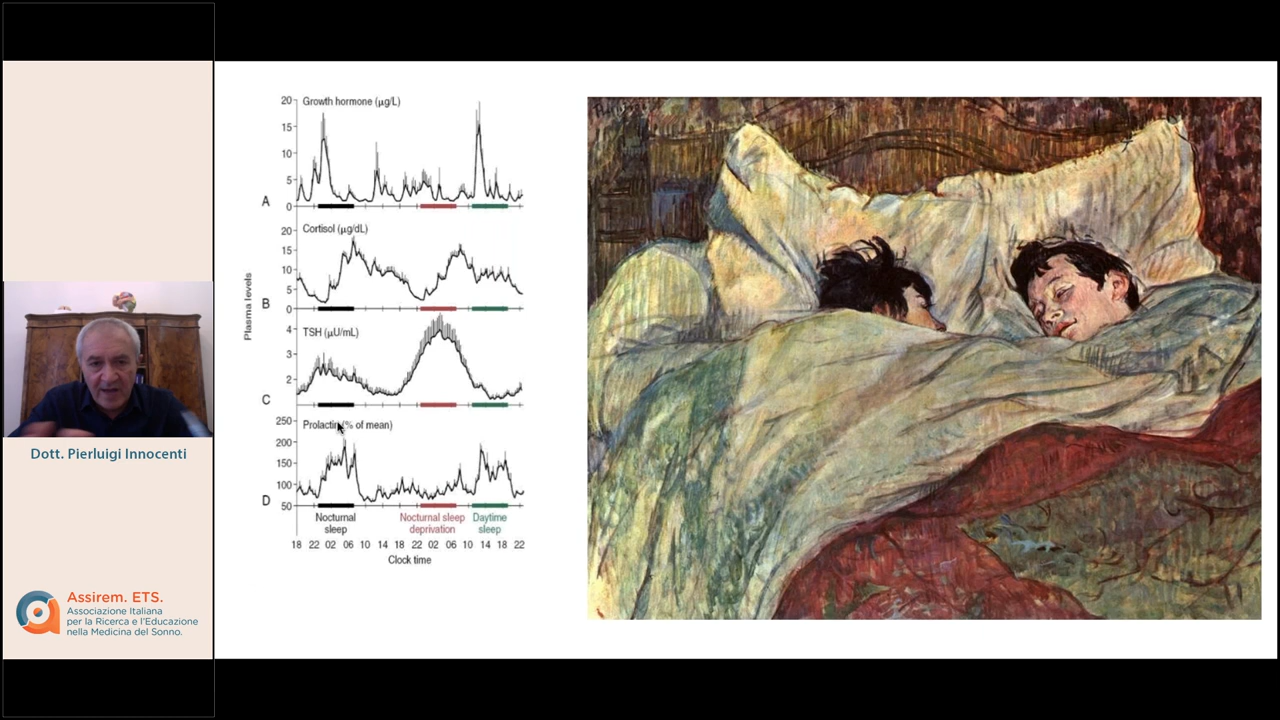 Dott. Pierluigi Innocenti
Assirem. ETS.
Associazione Italiana
per la Ricerca e l'Educazione
nella Medicina del Sonno.
Plasma levels
Growth hormone (µg/L)
20
15
10
5
0
A
Cortisol (µg/dL)
20
15
10
5
0
B
TSH (µU/mL)
4
3
2
C
Prolactin (% of mean)
250
200
150
100
50
D
Nocturnal sleep
Nocturnal sleep deprivation
Daytime sleep
18 22 02 06 10 14 18 22 02 06 10 14 18 22
Clock time